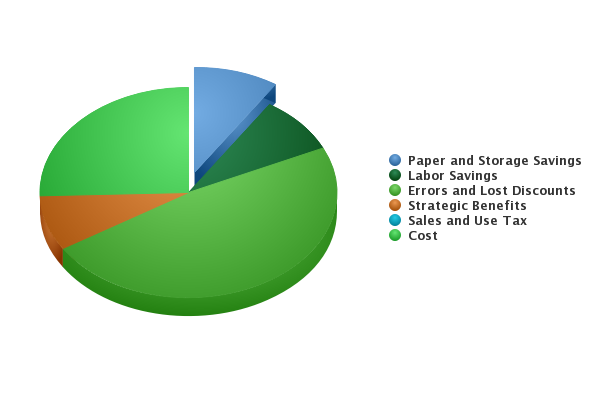 Paper and Storage Savings
Labor Savings
Errors and Lost Discounts
Strategic Benefits
Sales and Use Tax
Cost